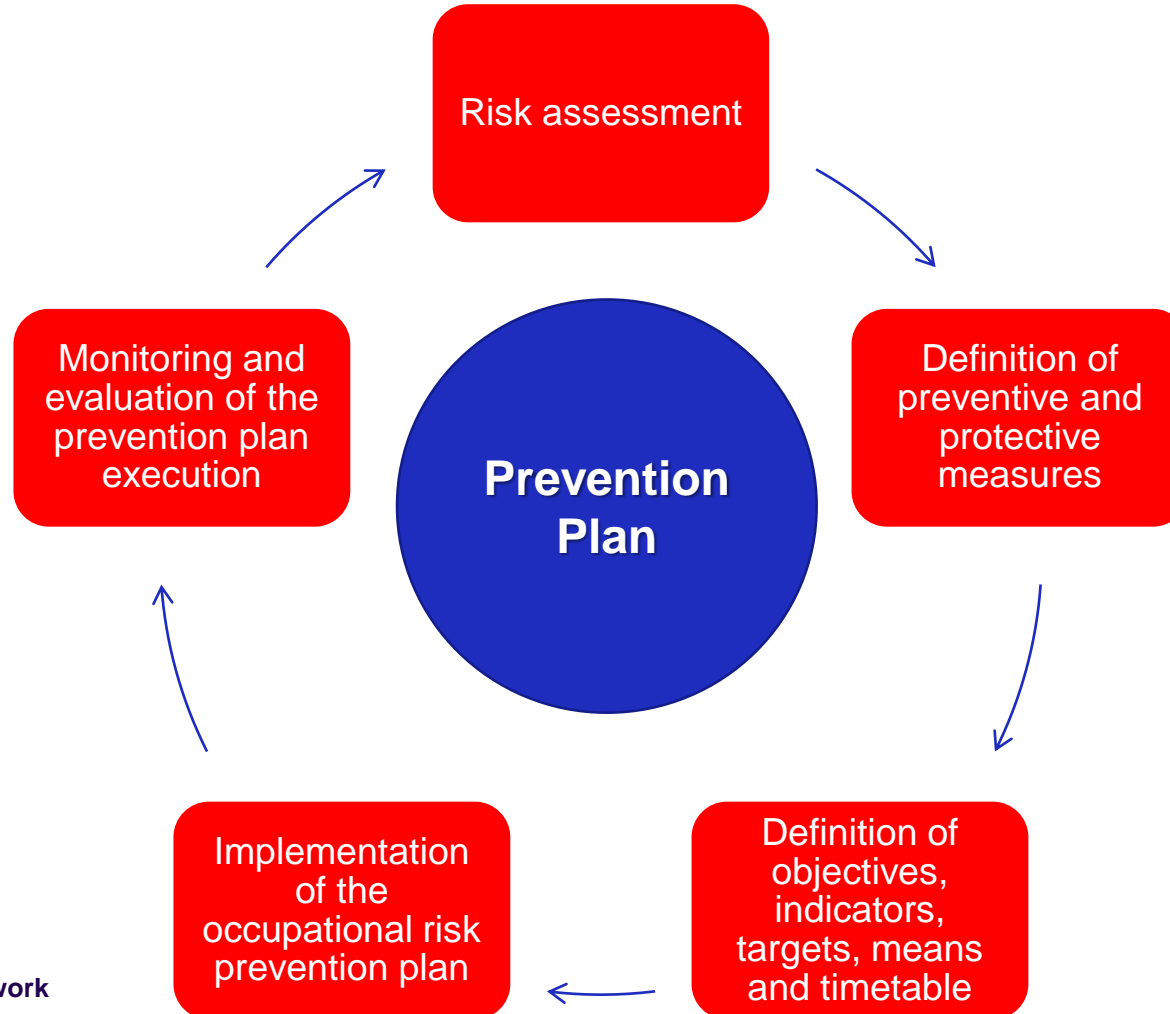 Risk assessment
Monitoring and
evaluation of the
prevention plan
execution
Definition of
preventive and
protective
measures
Prevention
Plan
Implementation
of the
occupational risk
prevention plan
Definition of
objectives,
indicators,
targets, means
and timetable
work